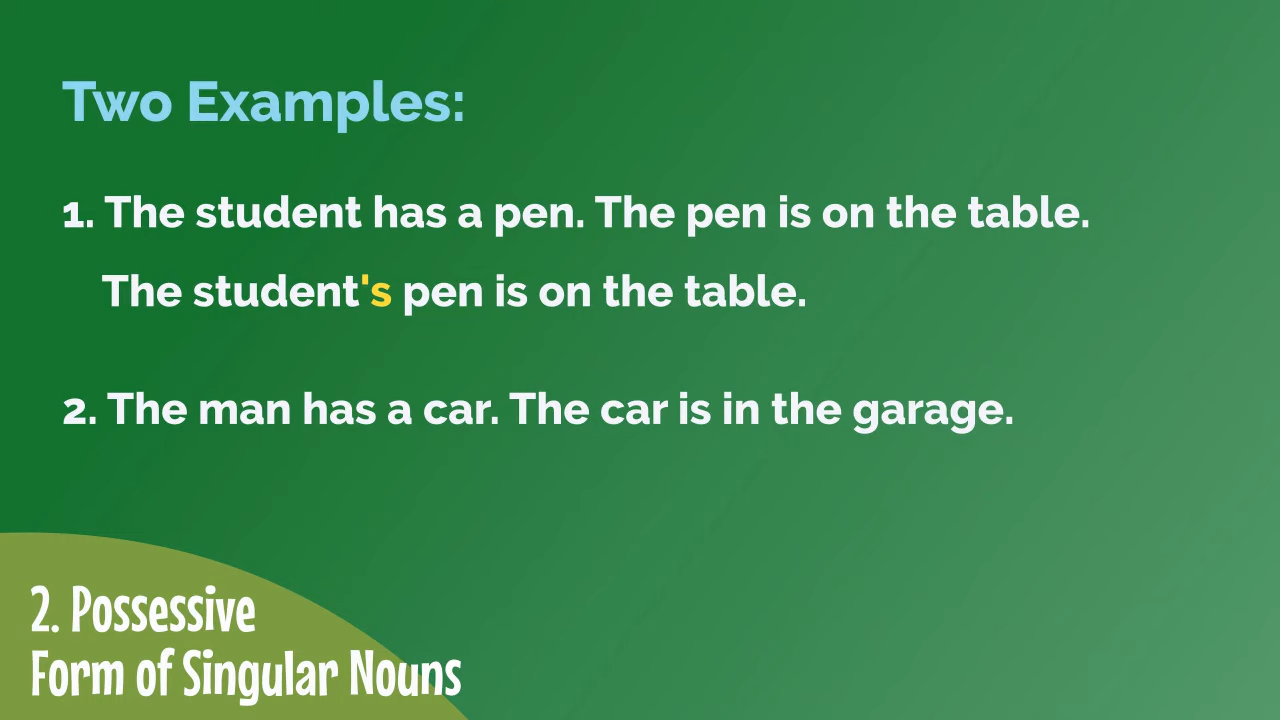 Two Examples:
1. The student has a pen. The pen is on the table.
The student's pen is on the table.
2. The man has a car. The car is in the garage.
2. Possessive
Form of Singular Nouns